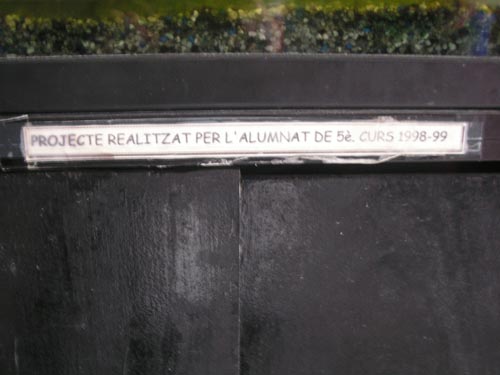 PROJECTE REALITZAT PER L'ALUMNAT DE 5è. CURS 1998-99